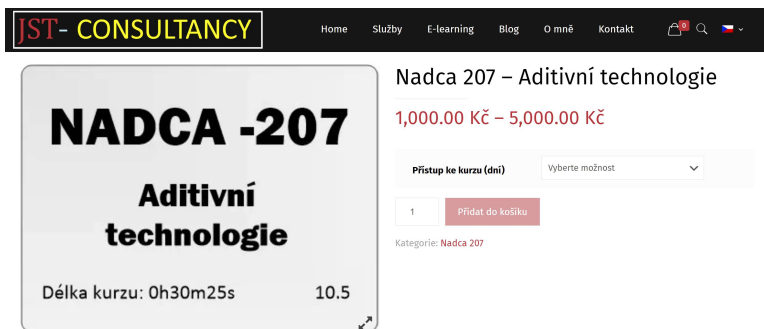 JST- CONSULTANCY
Home Služby E-learning Blog O mně Kontakt 0
NADCA -207
Aditivní
technologie
Délka kurzu: 0h30m25s 10.5
Nadca 207 – Aditivní technologie
1,000.00 Kč – 5,000.00 Kč
Přístup ke kurzu (dní) Vyberte možnost
1 Přidat do košíku
Kategorie: Nadca 207